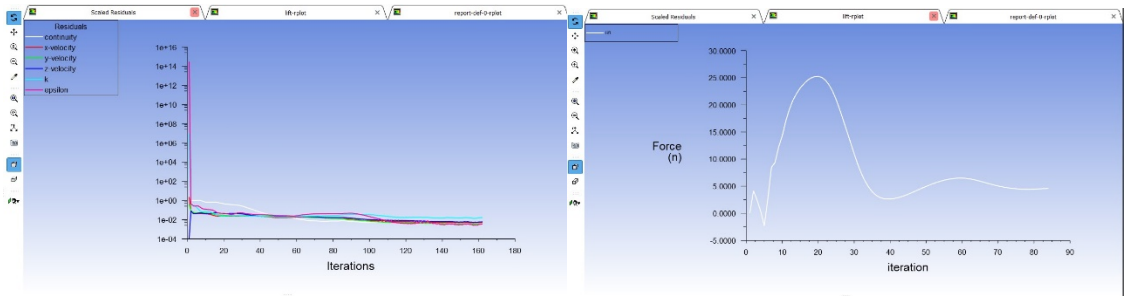 Scaled Residuals
lift-rplot
report-def-0-rplot
Residuals
continuity
x-velocity
y-velocity
z-velocity
k
epsilon
1e+16
1e+14
1e+12
1e+10
1e+08
1e+06
1e+04
1e+02
1e+00
1e-02
1e-04
0 20 40 60 80 100 120 140 160 180
Iterations
Scaled Residuals
lift-rplot
report-def-0-rplot
30.0000
25.0000
20.0000
15.0000
10.0000
5.0000
0.0000
-5.0000
Force
(n)
0 10 20 30 40 50 60 70 80 90
iteration